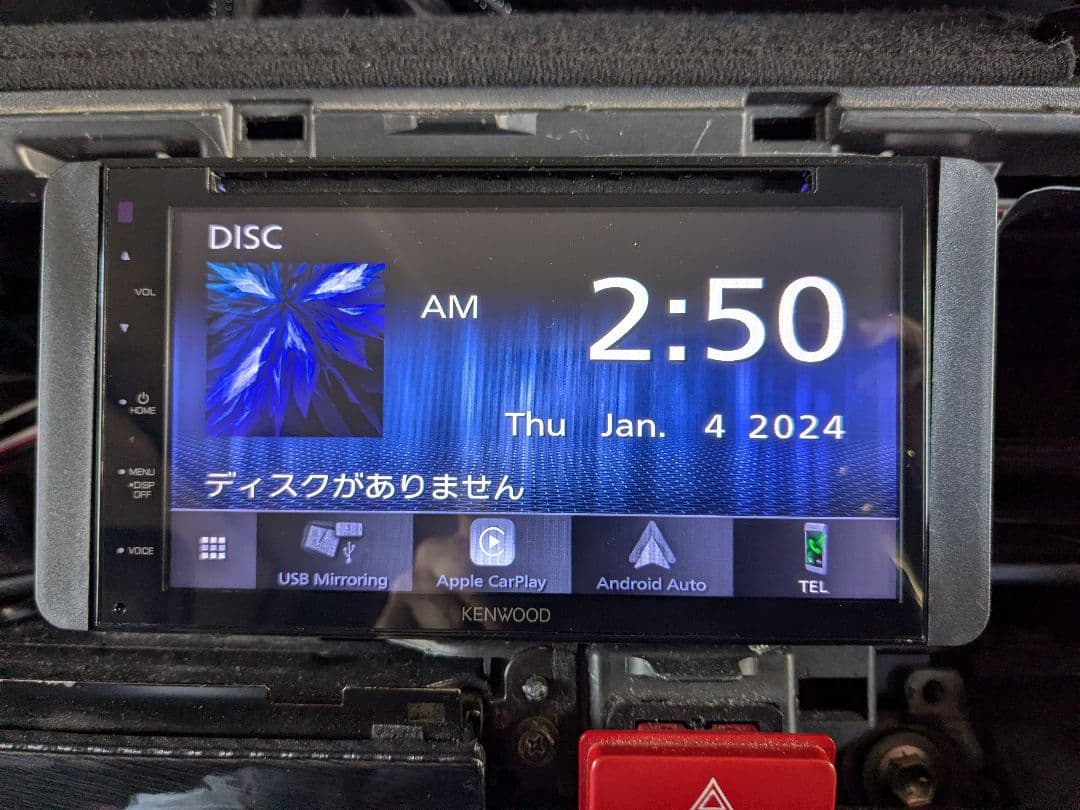 DISC
AM 2:50
Thu Jan. 4 2024
ディスクがありません
VOL
HOME
MENU
DISP
OFF
VOICE
USB Mirroring
Apple CarPlay
Android Auto
TEL
KENWOOD